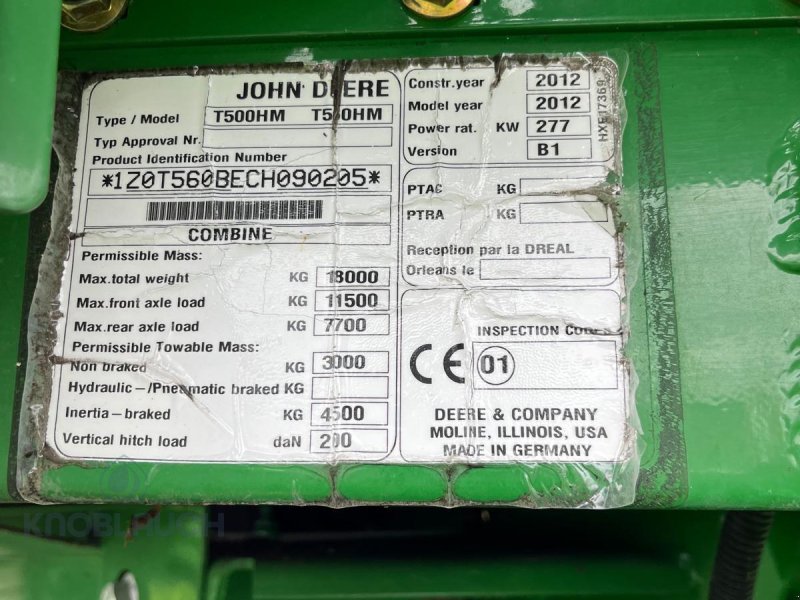 JOHN DEERE
Type / Model T500HM T560HM
Typ Approval Nr.
Product Identification Number
*1Z0T560BECH090205*
COMBINE
Permissible Mass:
Max.total weight KG 18000
Max.front axle load KG 11500
Max.rear axle load KG 7700
Permissible Towable Mass:
Non braked KG 3000
Hydraulic-/Pneumatic braked KG
Inertia-braked KG 4500
Vertical hitch load daN 200
Constr.year 2012
Model year 2012
Power rat. KW 277
Version B1
PTAC KG
PTRA KG
Reception par la DREAL
Orleans le
INSPECTION CODES
CE 01
DEERE & COMPANY
MOLINE, ILLINOIS, USA
MADE IN GERMANY
KNOBLAUCH